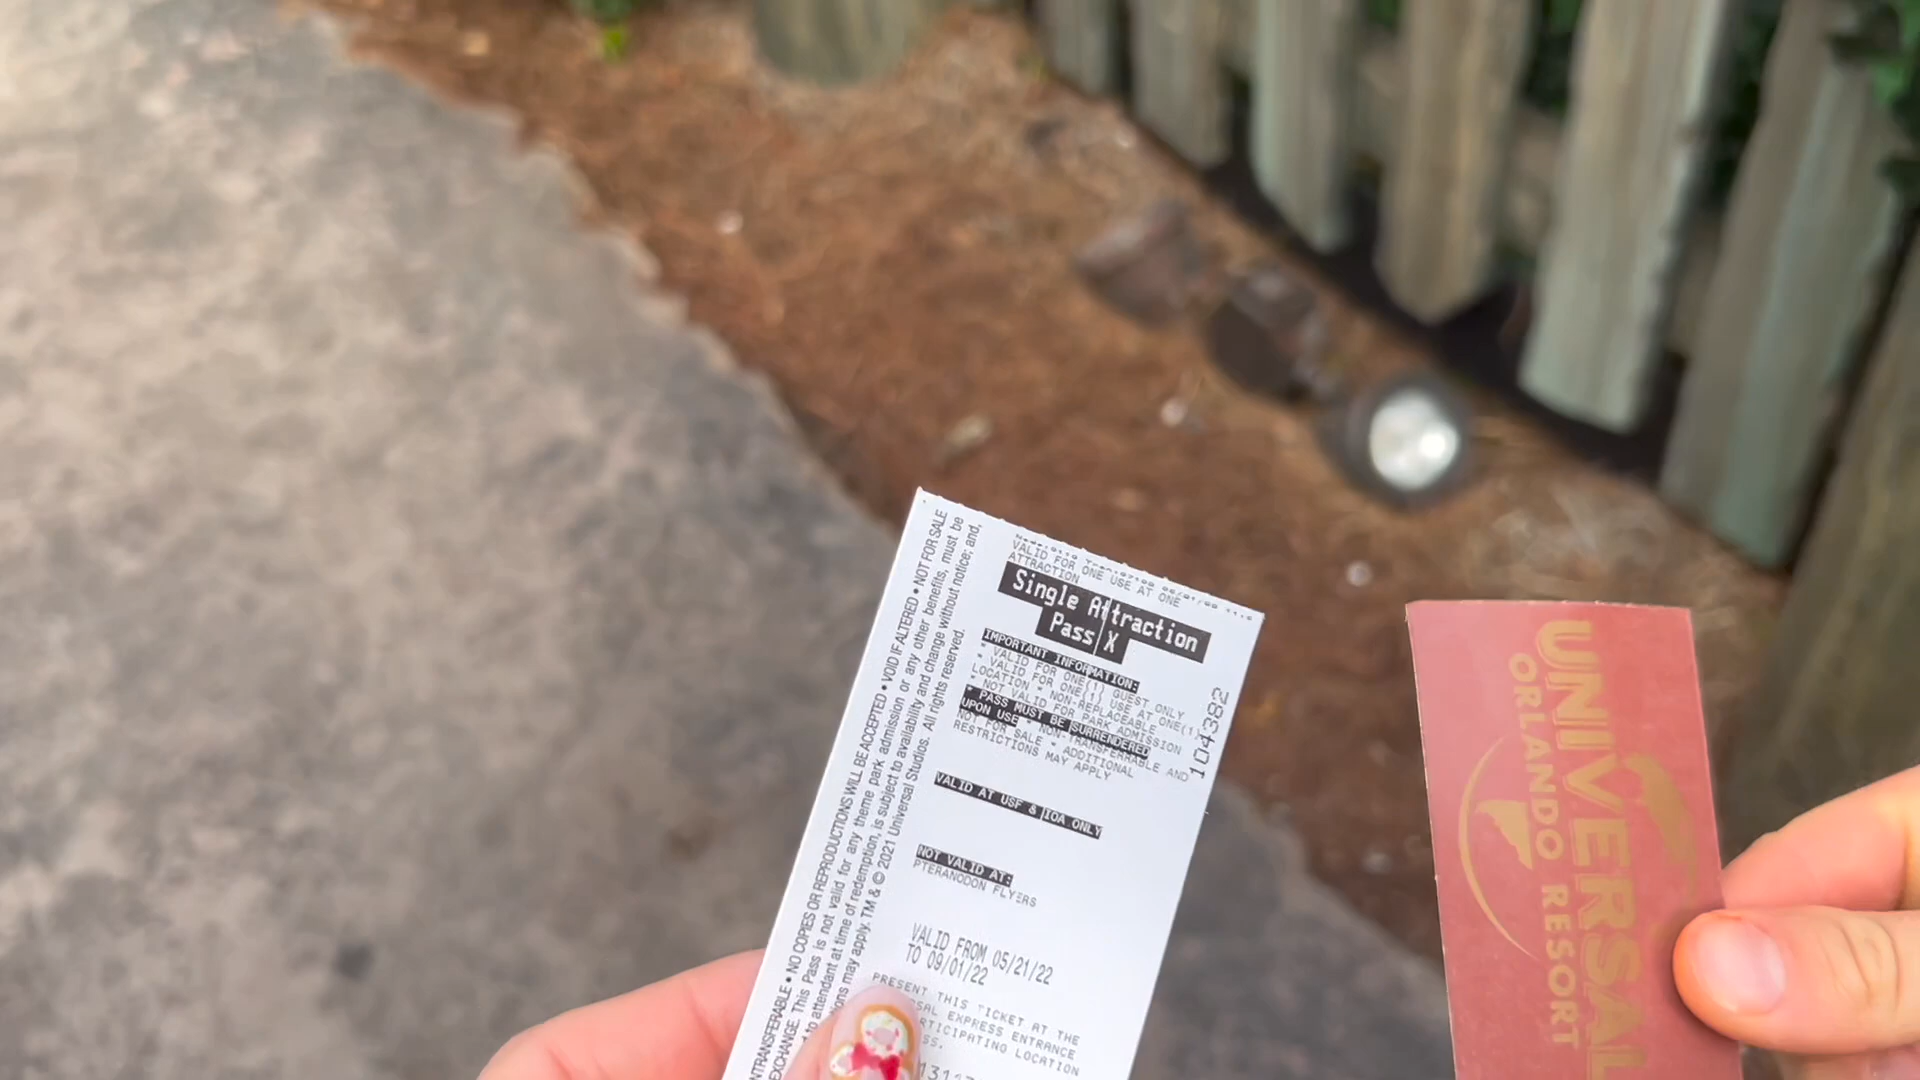 VALID FOR ONE USE AT ONE
ATTRACTION
Single Attraction
Pass X
IMPORTANT INFORMATION:
* VALID FOR ONE(1) GUEST ONLY
* VALID FOR ONE(1) USE AT ONE(1)
LOCATION * NON-REPLACEABLE
* NOT VALID FOR PARK ADMISSION
* PASS MUST BE SURRENDERED
UPON USE * NON-TRANSFERRABLE AND
NOT FOR SALE * ADDITIONAL
RESTRICTIONS MAY APPLY
VALID AT USF & IOA ONLY
NOT VALID AT:
PTERANODON FLYERS
VALID FROM 05/21/22
TO 09/01/22
PRESENT THIS TICKET AT THE
EXPRESS ENTRANCE
LOCATION
104382
NTRANSFERABLE • NO COPIES OR REPRODUCTIONS WILL BE ACCEPTED • VOID IF ALTERED • NOT FOR SALE
EXCHANGE. This Pass is not valid for any theme park admission or any other benefits, must be
to attendant at time of redemption, is subject to availability and change without notice; and,
may apply. TM & © 2021 Universal Studios. All rights reserved.
UNIVERSAL
ORLANDO RESORT